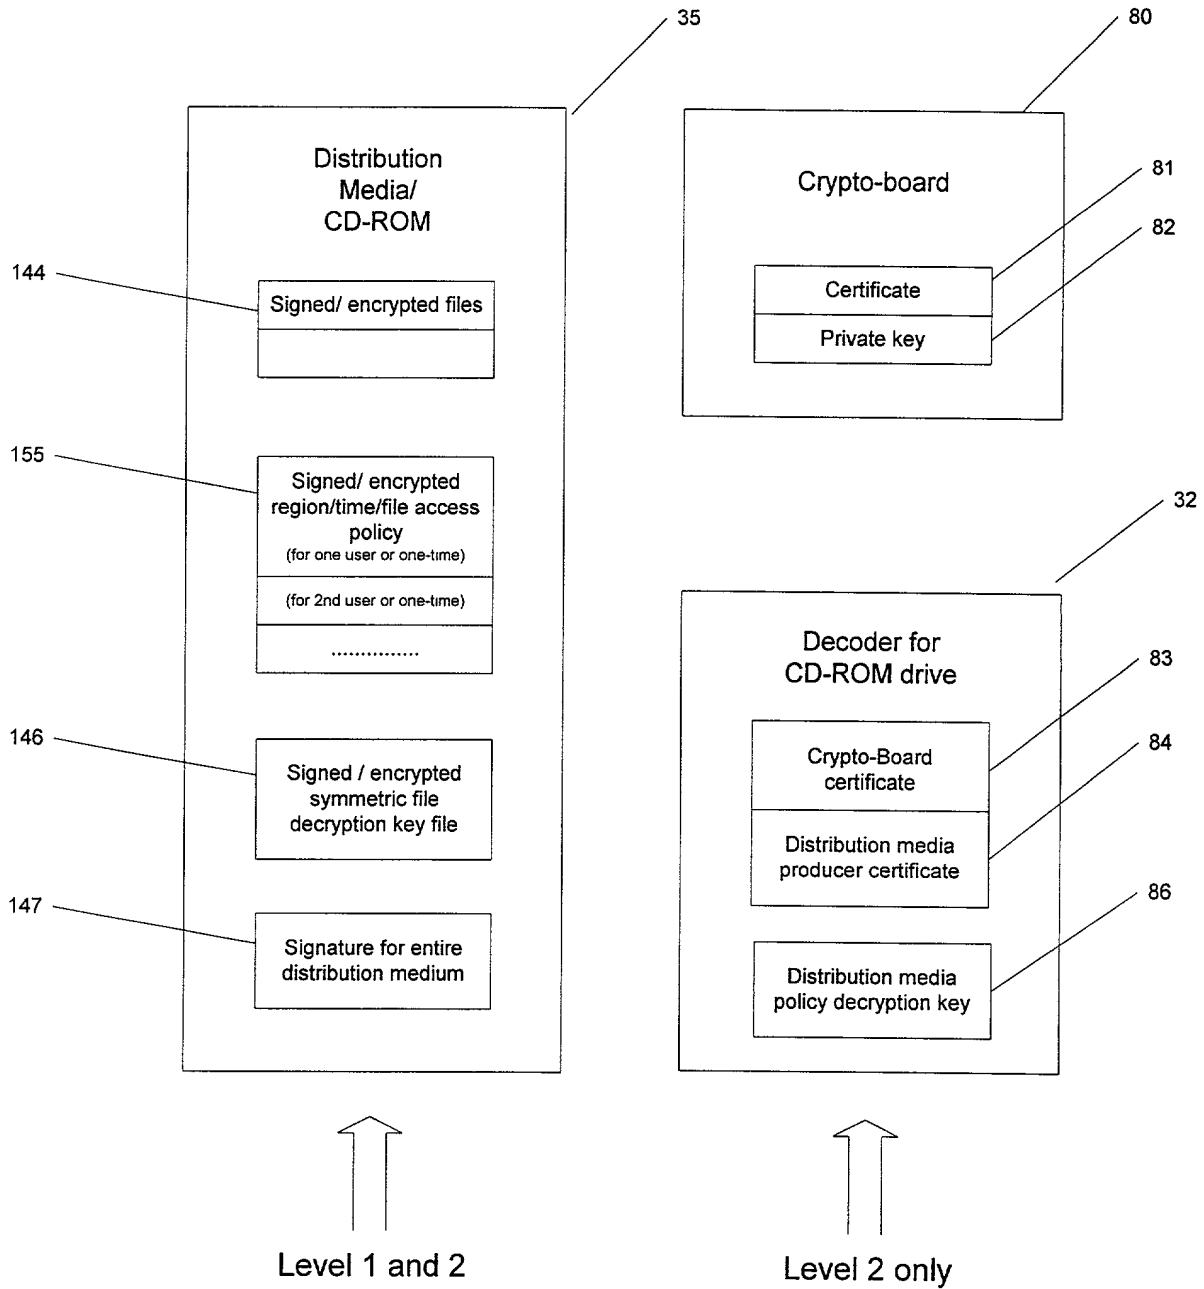 35
80
Distribution
Media/
CD-ROM
144
Signed/ encrypted files
155
Signed/ encrypted
region/time/file access
policy
(for one user or one-time)
(for 2nd user or one-time)
...............
146
Signed / encrypted
symmetric file
decryption key file
147
Signature for entire
distribution medium
Level 1 and 2
Crypto-board
81
82
Certificate
Private key
32
Decoder for
CD-ROM drive
83
84
Crypto-Board
certificate
Distribution media
producer certificate
86
Distribution media
policy decryption key
Level 2 only